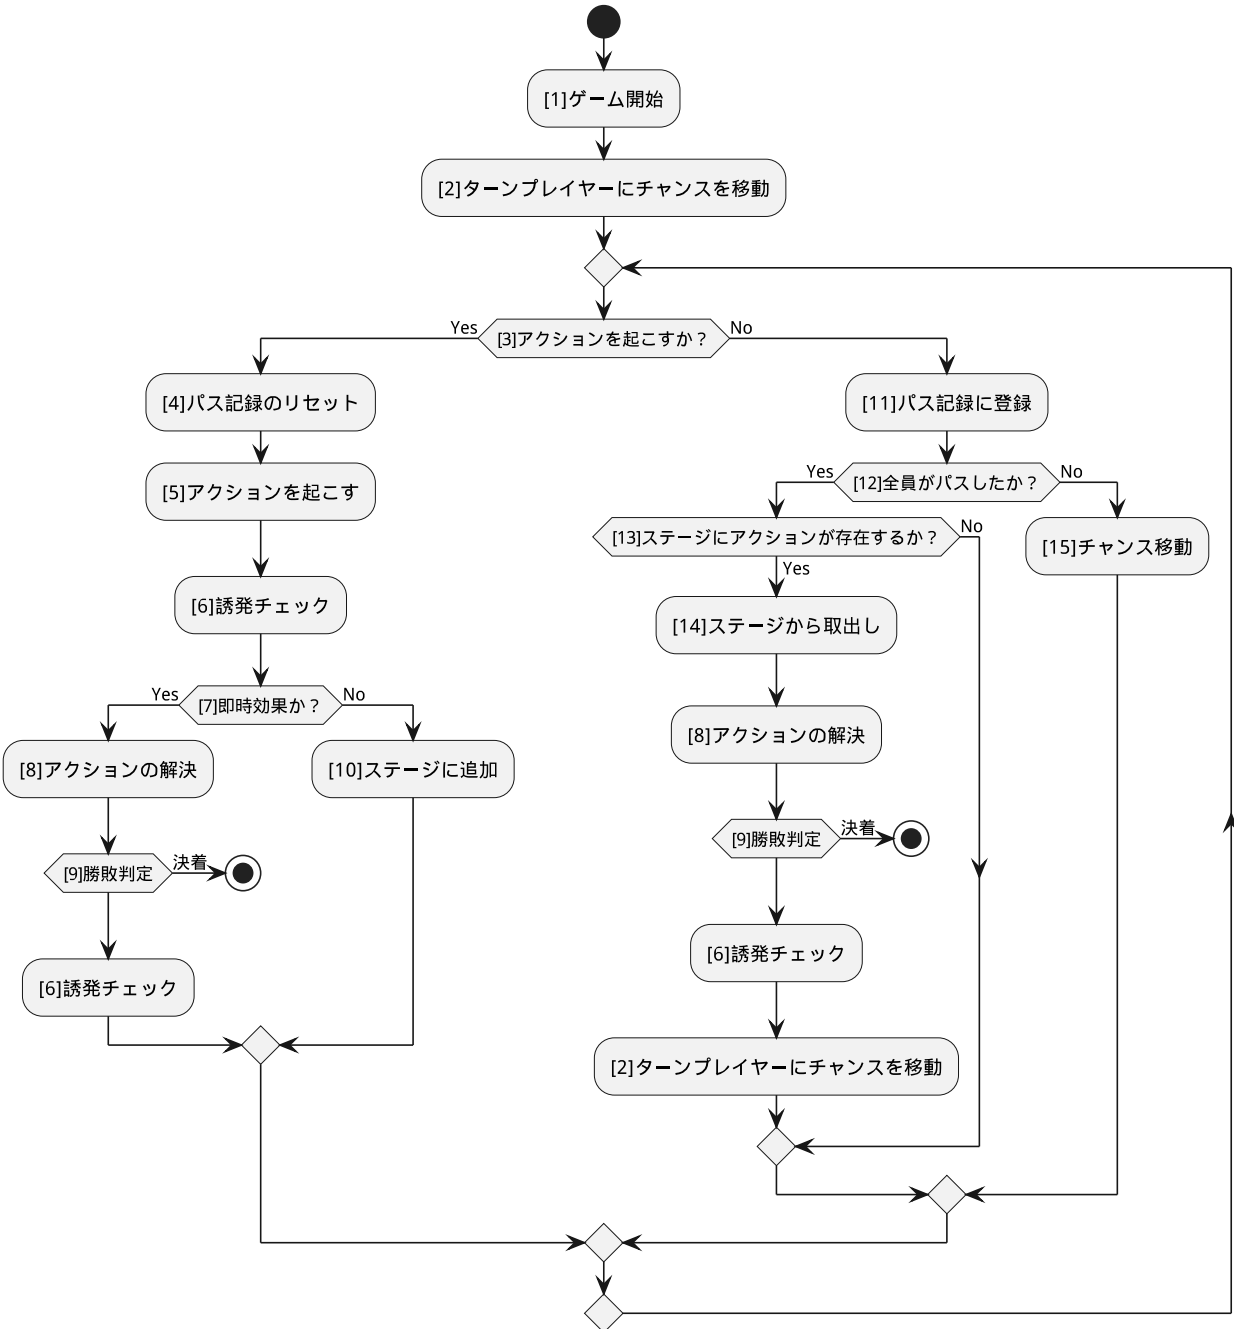 [1]ゲーム開始
[2]ターンプレイヤーにチャンスを移動
Yes
[3]アクションを起こすか？
No
[4]パス記録のリセット
[5]アクションを起こす
[6]誘発チェック
Yes
[7]即時効果か？
No
[8]アクションの解決
[9]勝敗判定
決着
[6]誘発チェック
[10]ステージに追加
[11]パス記録に登録
Yes
[12]全員がパスしたか？
No
[13]ステージにアクションが存在するか？
No
Yes
[14]ステージから取出し
[8]アクションの解決
[9]勝敗判定
決着
[6]誘発チェック
[2]ターンプレイヤーにチャンスを移動
[15]チャンス移動